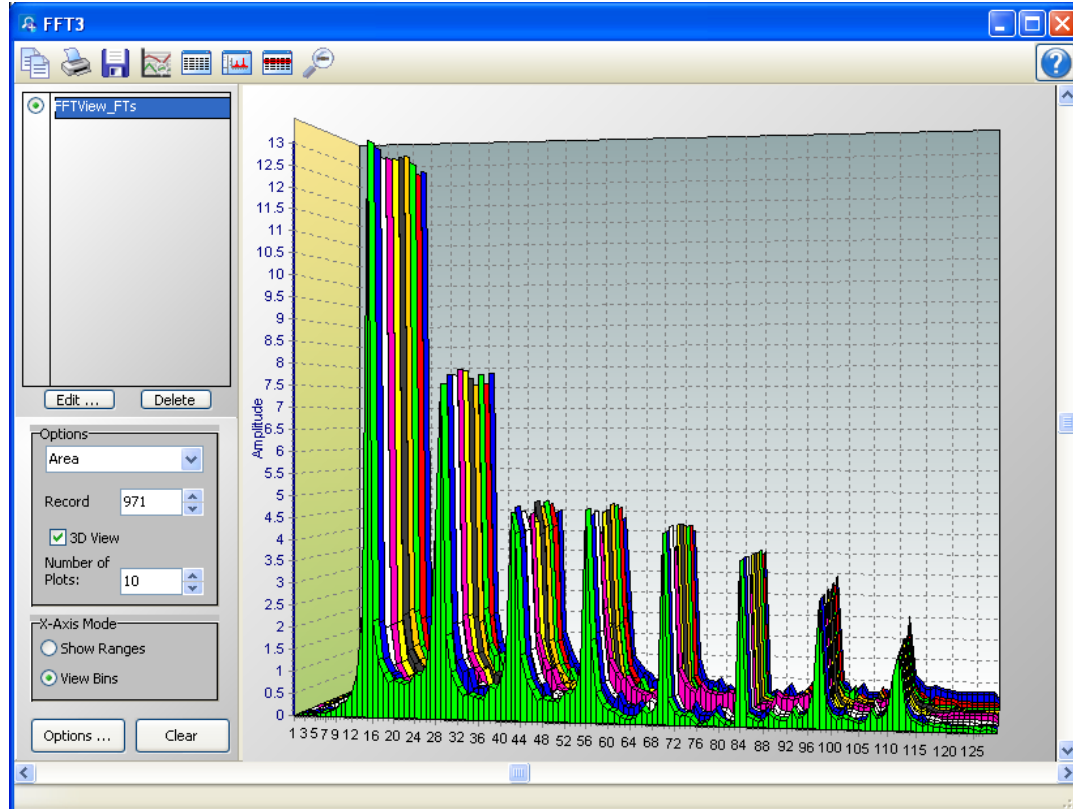 FFT3
FFTView_FTs
Edit ...
Delete
Options
Area
Record 971
3D View
Number of
Plots: 10
X-Axis Mode
Show Ranges
View Bins
Options ...
Clear
Amplitude
13
12.5
12
11.5
11
10.5
10
9.5
9
8.5
8
7.5
7
6.5
6
5.5
5
4.5
4
3.5
3
2.5
2
1.5
1
0.5
0
1 3 5 7 9 12 16 20 24 28 32 36 40 44 48 52 56 60 64 68 72 76 80 84 88 92 96 100 105 110 115 120 125